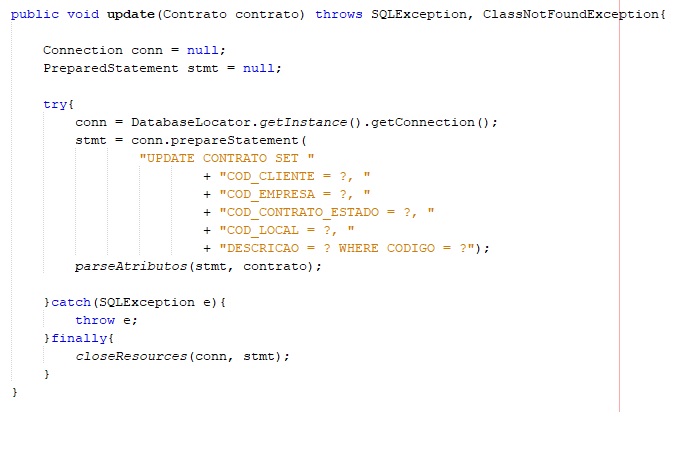 public void update(Contrato contrato) throws SQLException, ClassNotFoundException{
Connection conn = null;
PreparedStatement stmt = null;
try{
conn = DatabaseLocator.getInstance().getConnection();
stmt = conn.prepareStatement(
"UPDATE CONTRATO SET "
+ "COD_CLIENTE = ?, "
+ "COD_EMPRESA = ?, "
+ "COD_CONTRATO_ESTADO = ?, "
+ "COD_LOCAL = ?, "
+ "DESCRICAO = ? WHERE CODIGO = ?");
parseAtributos(stmt, contrato);
}catch(SQLException e){
throw e;
}finally{
closeResources(conn, stmt);
}
}